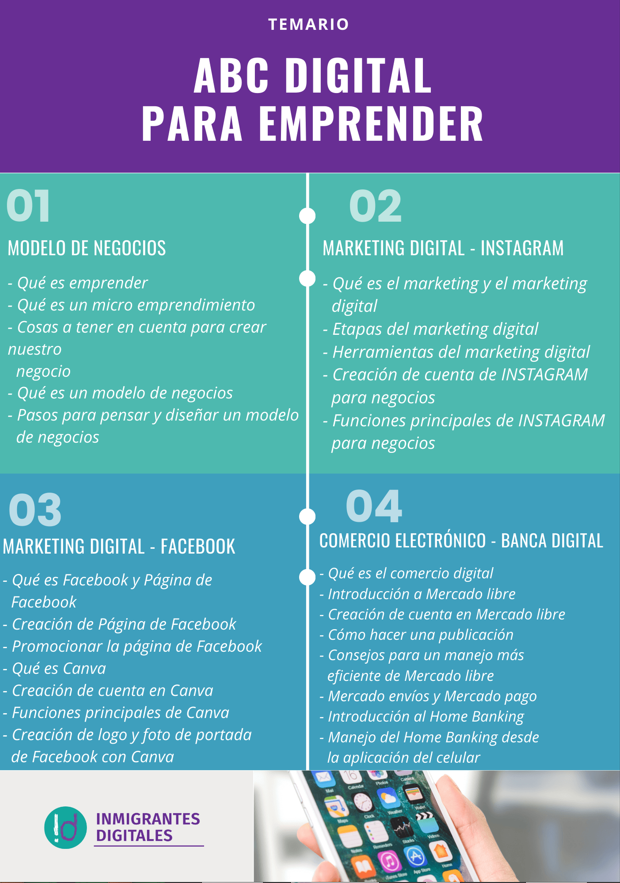 TEMARIO
ABC DIGITAL
PARA EMPRENDER
01
MODELO DE NEGOCIOS
- Qué es emprender
- Qué es un micro emprendimiento
- Cosas a tener en cuenta para crear
nuestro
negocio
- Qué es un modelo de negocios
- Pasos para pensar y diseñar un modelo
de negocios
02
MARKETING DIGITAL - INSTAGRAM
- Qué es el marketing y el marketing
digital
- Etapas del marketing digital
- Herramientas del marketing digital
- Creación de cuenta de INSTAGRAM
para negocios
- Funciones principales de INSTAGRAM
para negocios
03
MARKETING DIGITAL - FACEBOOK
- Qué es Facebook y Página de
Facebook
- Creación de Página de Facebook
- Promocionar la página de Facebook
- Qué es Canva
- Creación de cuenta en Canva
- Funciones principales de Canva
- Creación de logo y foto de portada
de Facebook con Canva
04
COMERCIO ELECTRÓNICO - BANCA DIGITAL
- Qué es el comercio digital
- Introducción a Mercado libre
- Creación de cuenta en Mercado libre
- Cómo hacer una publicación
- Consejos para un manejo más
eficiente de Mercado libre
- Mercado envíos y Mercado pago
- Introducción al Home Banking
- Manejo del Home Banking desde
la aplicación del celular
INMIGRANTES
DIGITALES